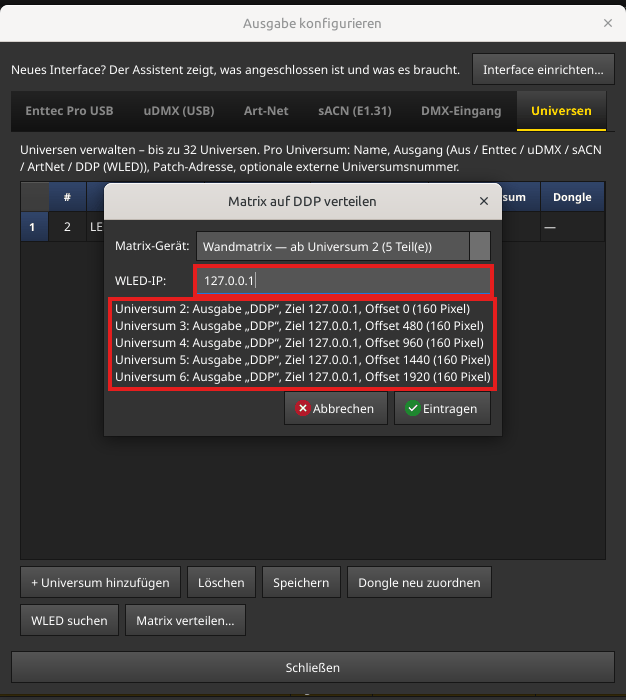 Ausgabe konfigurieren
Neues Interface? Der Assistent zeigt, was angeschlossen ist und was es braucht.
Interface einrichten...
Enttec Pro USB
uDMX (USB)
Art-Net
sACN (E1.31)
DMX-Eingang
Universen
Universen verwalten – bis zu 32 Universen. Pro Universum: Name, Ausgang (Aus / Enttec / uDMX / sACN
/ ArtNet / DDP (WLED)), Patch-Adresse, optionale externe Universumsnummer.
#
sum
Dongle
1
2
LE
—
Matrix auf DDP verteilen
Matrix-Gerät:
Wandmatrix — ab Universum 2 (5 Teil(e))
WLED-IP:
127.0.0.1
Universum 2: Ausgabe „DDP“, Ziel 127.0.0.1, Offset 0 (160 Pixel)
Universum 3: Ausgabe „DDP“, Ziel 127.0.0.1, Offset 480 (160 Pixel)
Universum 4: Ausgabe „DDP“, Ziel 127.0.0.1, Offset 960 (160 Pixel)
Universum 5: Ausgabe „DDP“, Ziel 127.0.0.1, Offset 1440 (160 Pixel)
Universum 6: Ausgabe „DDP“, Ziel 127.0.0.1, Offset 1920 (160 Pixel)
Abbrechen
Eintragen
+ Universum hinzufügen
Löschen
Speichern
Dongle neu zuordnen
WLED suchen
Matrix verteilen...
Schließen